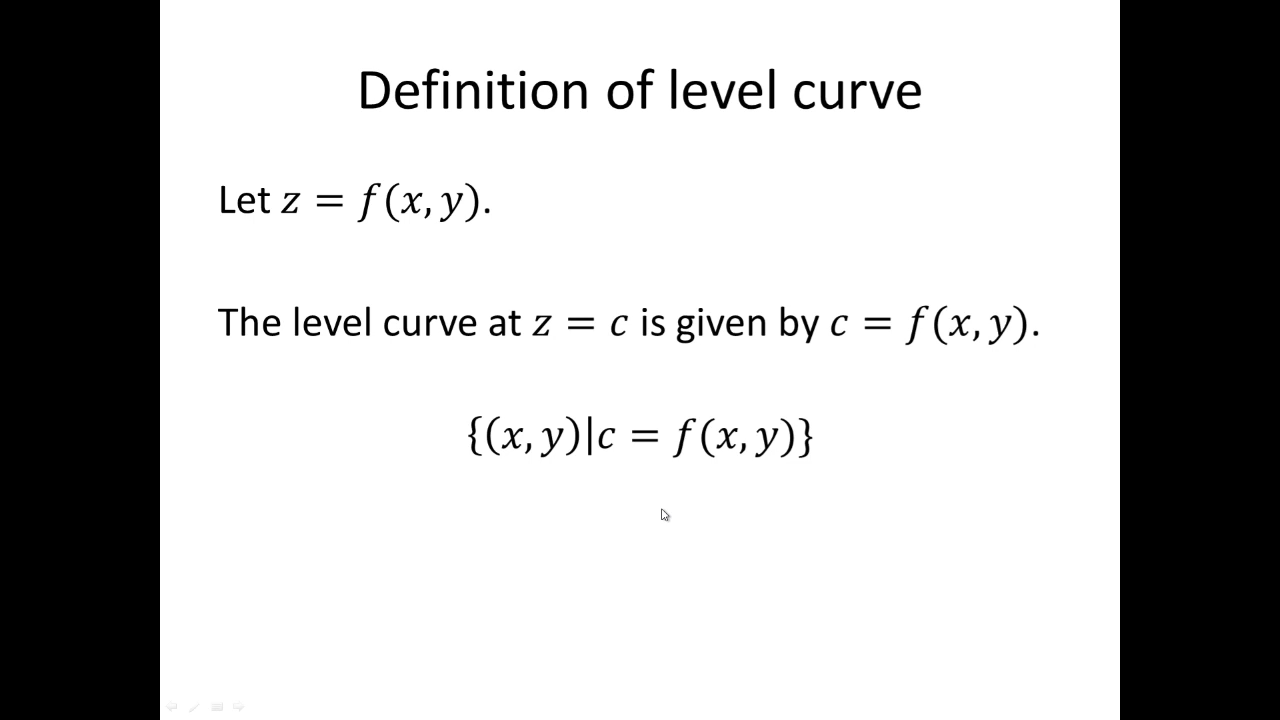 Definition of level curve
Let z = f(x, y).
The level curve at z = c is given by c = f(x, y).
{(x, y)|c = f(x, y)}